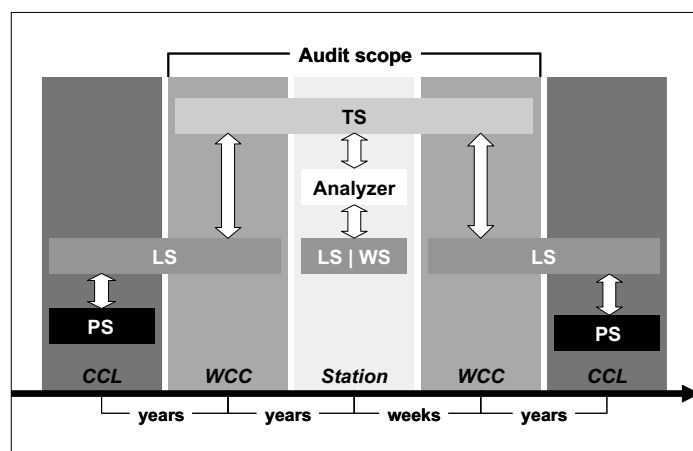 Audit scope
TS
Analyzer
LS LS | WS LS
PS PS
CCL WCC Station WCC CCL
years years weeks years